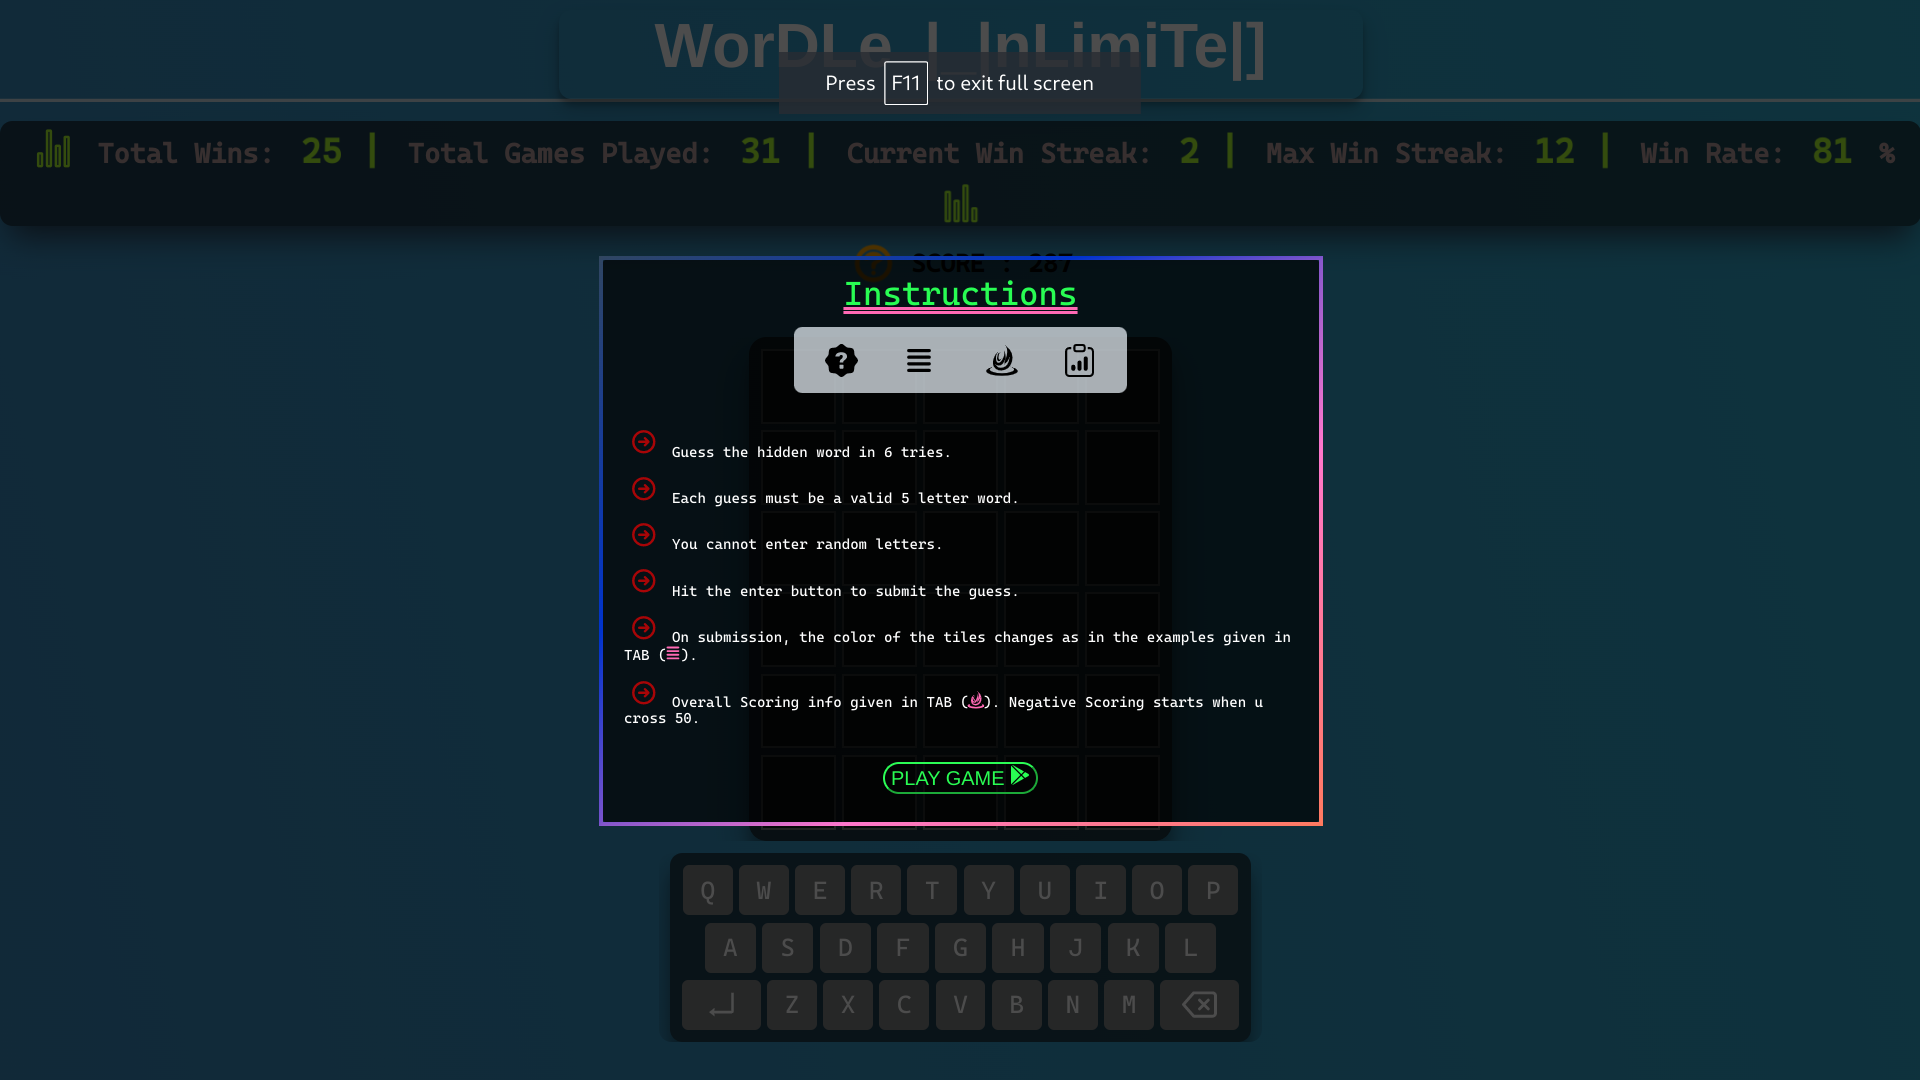 WorDLe |_|nLimiTe|]
Press F11 to exit full screen
Total Wins: 25 | Total Games Played: 31 | Current Win Streak: 2 | Max Win Streak: 12 | Win Rate: 81 %
SCORE : 287
Instructions
Guess the hidden word in 6 tries.
Each guess must be a valid 5 letter word.
You cannot enter random letters.
Hit the enter button to submit the guess.
On submission, the color of the tiles changes as in the examples given in
TAB ( ).
Overall Scoring info given in TAB ( ). Negative Scoring starts when u
cross 50.
PLAY GAME
Q W E R T Y U I O P
A S D F G H J K L
Z X C V B N M